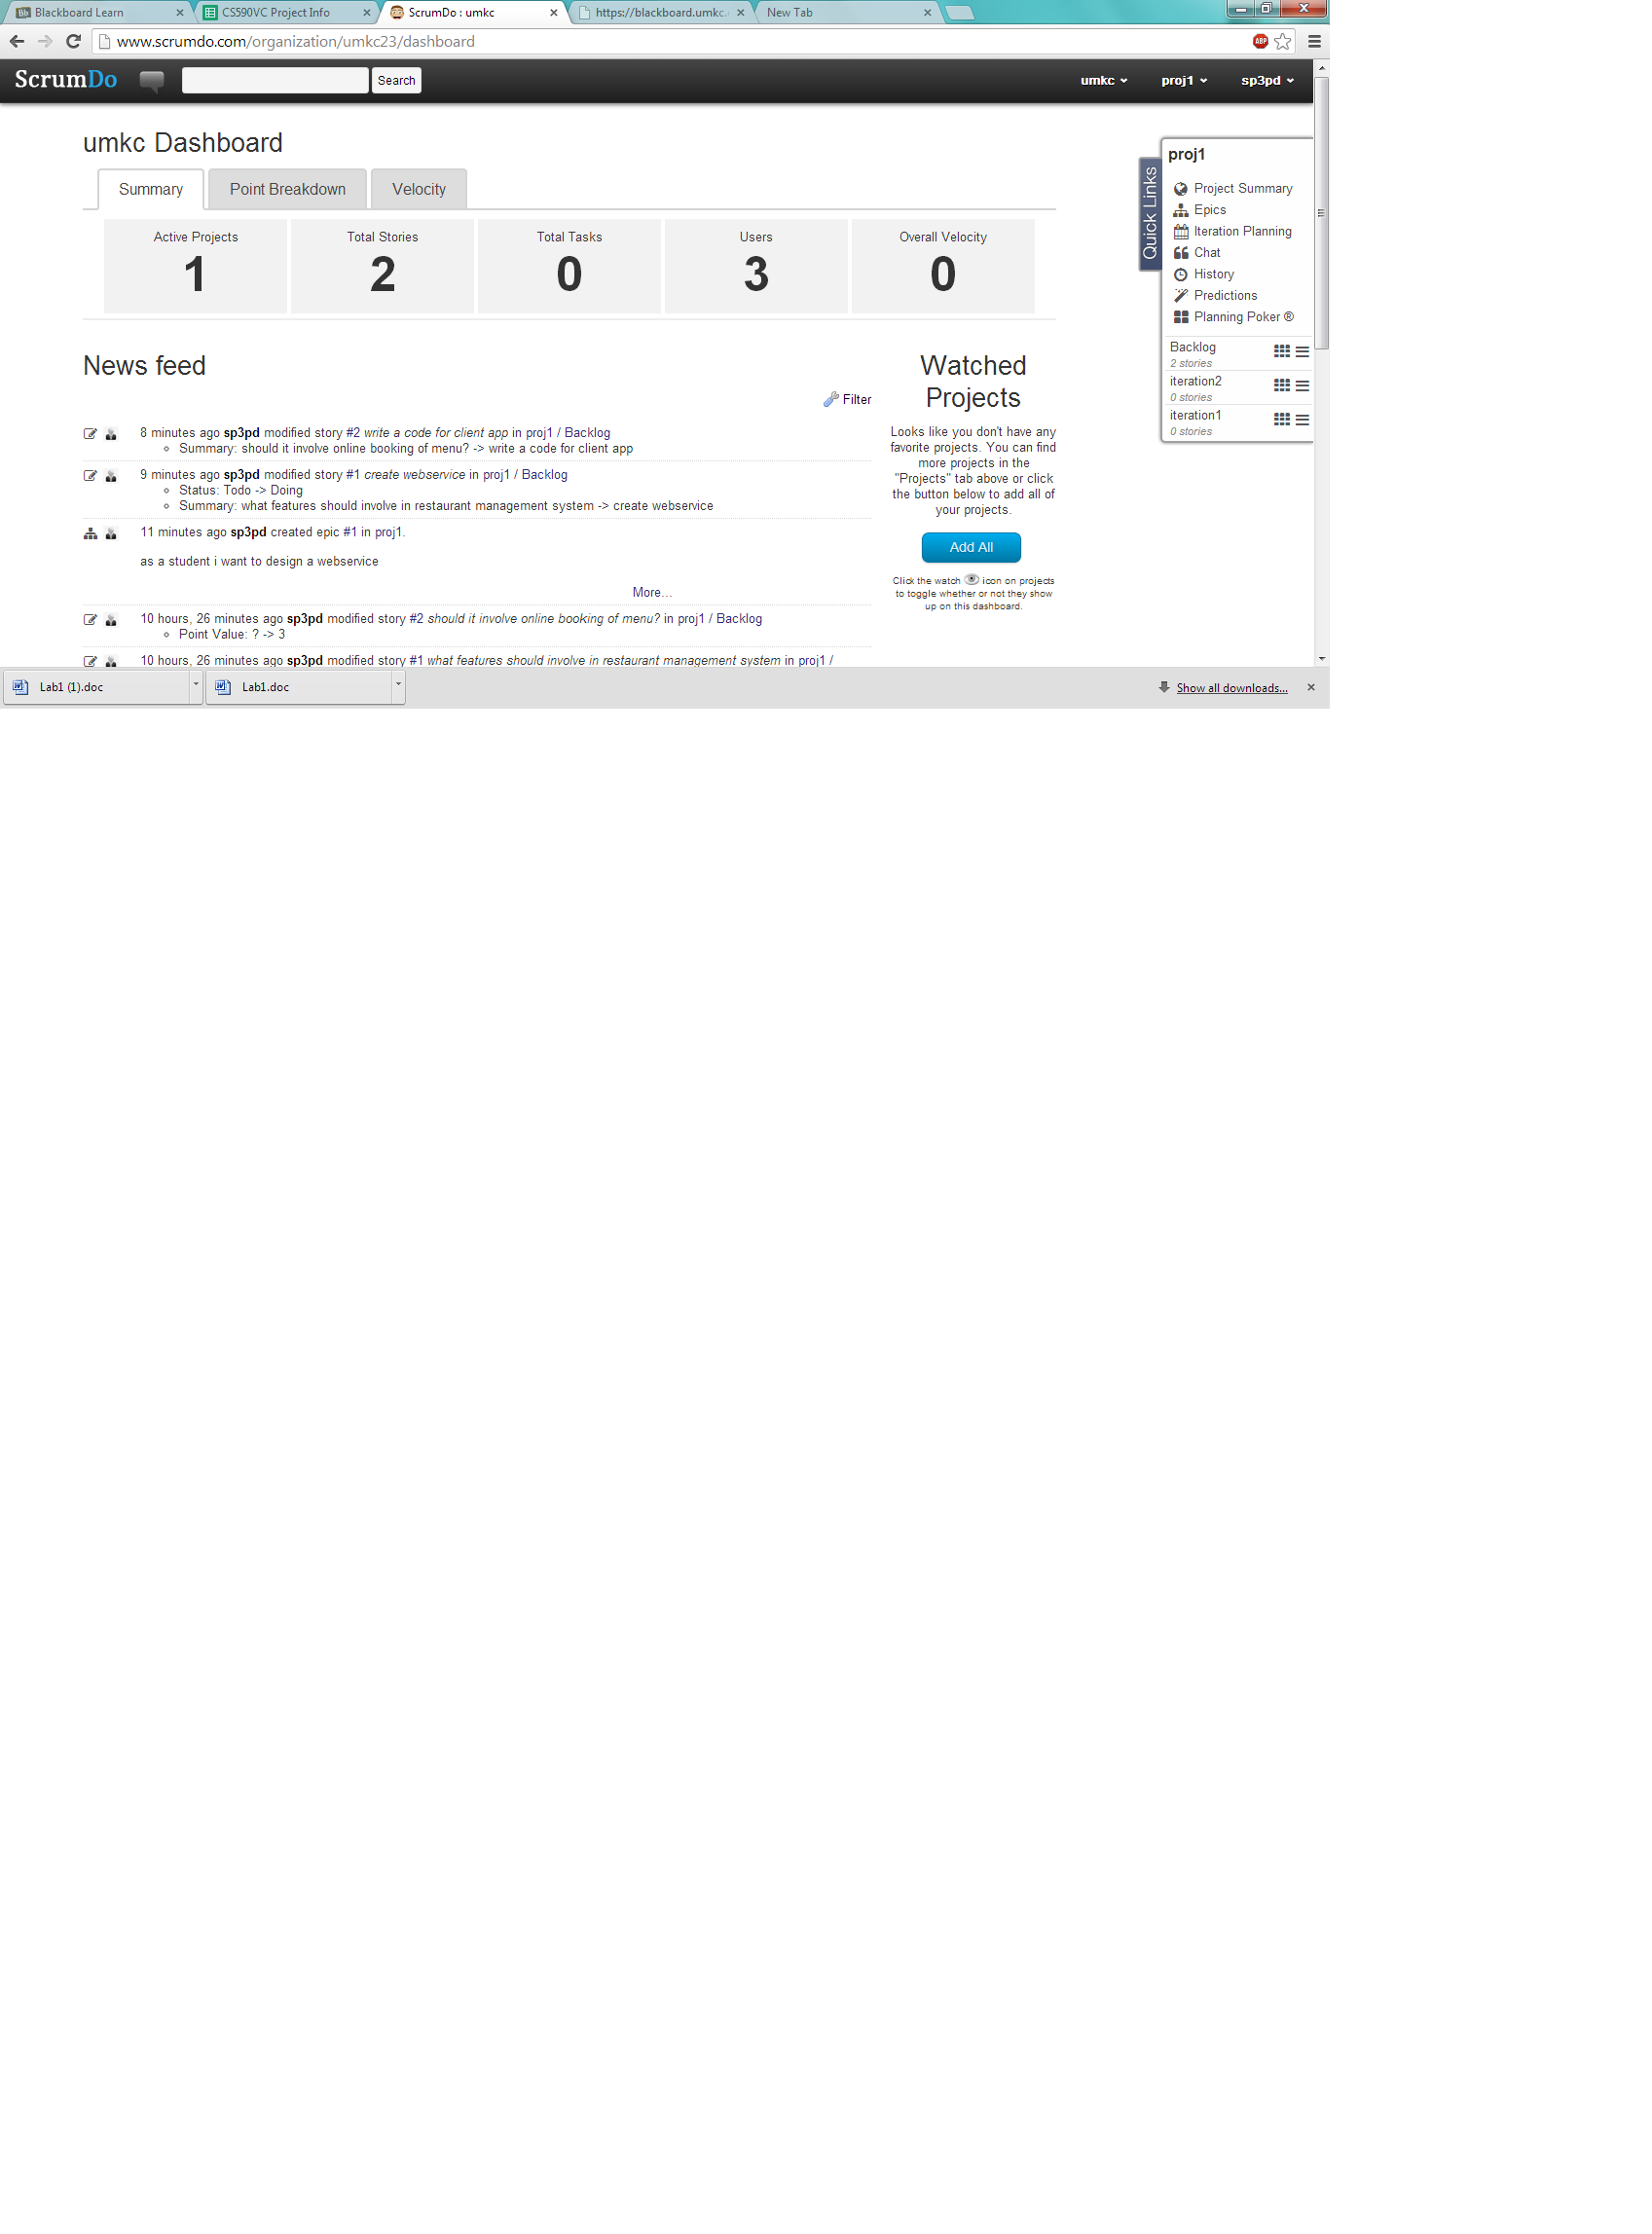 Blackboard Learn
CS590VC Project Info
ScrumDo : umkc
https://blackboard.umkc.
New Tab
www.scrumdo.com/organization/umkc23/dashboard
ABP
ScrumDo
Search
umkc
proj1
sp3pd
umkc Dashboard
Summary
Point Breakdown
Velocity
Active Projects
1
Total Stories
2
Total Tasks
0
Users
3
Overall Velocity
0
News feed
Filter
8 minutes ago sp3pd modified story #2 write a code for client app in proj1 / Backlog
Summary: should it involve online booking of menu? -> write a code for client app
9 minutes ago sp3pd modified story #1 create webservice in proj1 / Backlog
Status: Todo -> Doing
Summary: what features should involve in restaurant management system -> create webservice
11 minutes ago sp3pd created epic #1 in proj1.
as a student i want to design a webservice
More...
10 hours, 26 minutes ago sp3pd modified story #2 should it involve online booking of menu? in proj1 / Backlog
Point Value: ? -> 3
10 hours, 26 minutes ago sp3pd modified story #1 what features should involve in restaurant management system in proj1 /
Watched
Projects
Looks like you don't have any
favorite projects. You can find
more projects in the
"Projects" tab above or click
the button below to add all of
your projects.
Add All
Click the watch icon on projects
to toggle whether or not they show
up on this dashboard.
Quick Links
proj1
Project Summary
Epics
Iteration Planning
Chat
History
Predictions
Planning Poker ®
Backlog
2 stories
iteration2
0 stories
iteration1
0 stories
Lab1 (1).doc
Lab1.doc
Show all downloads...